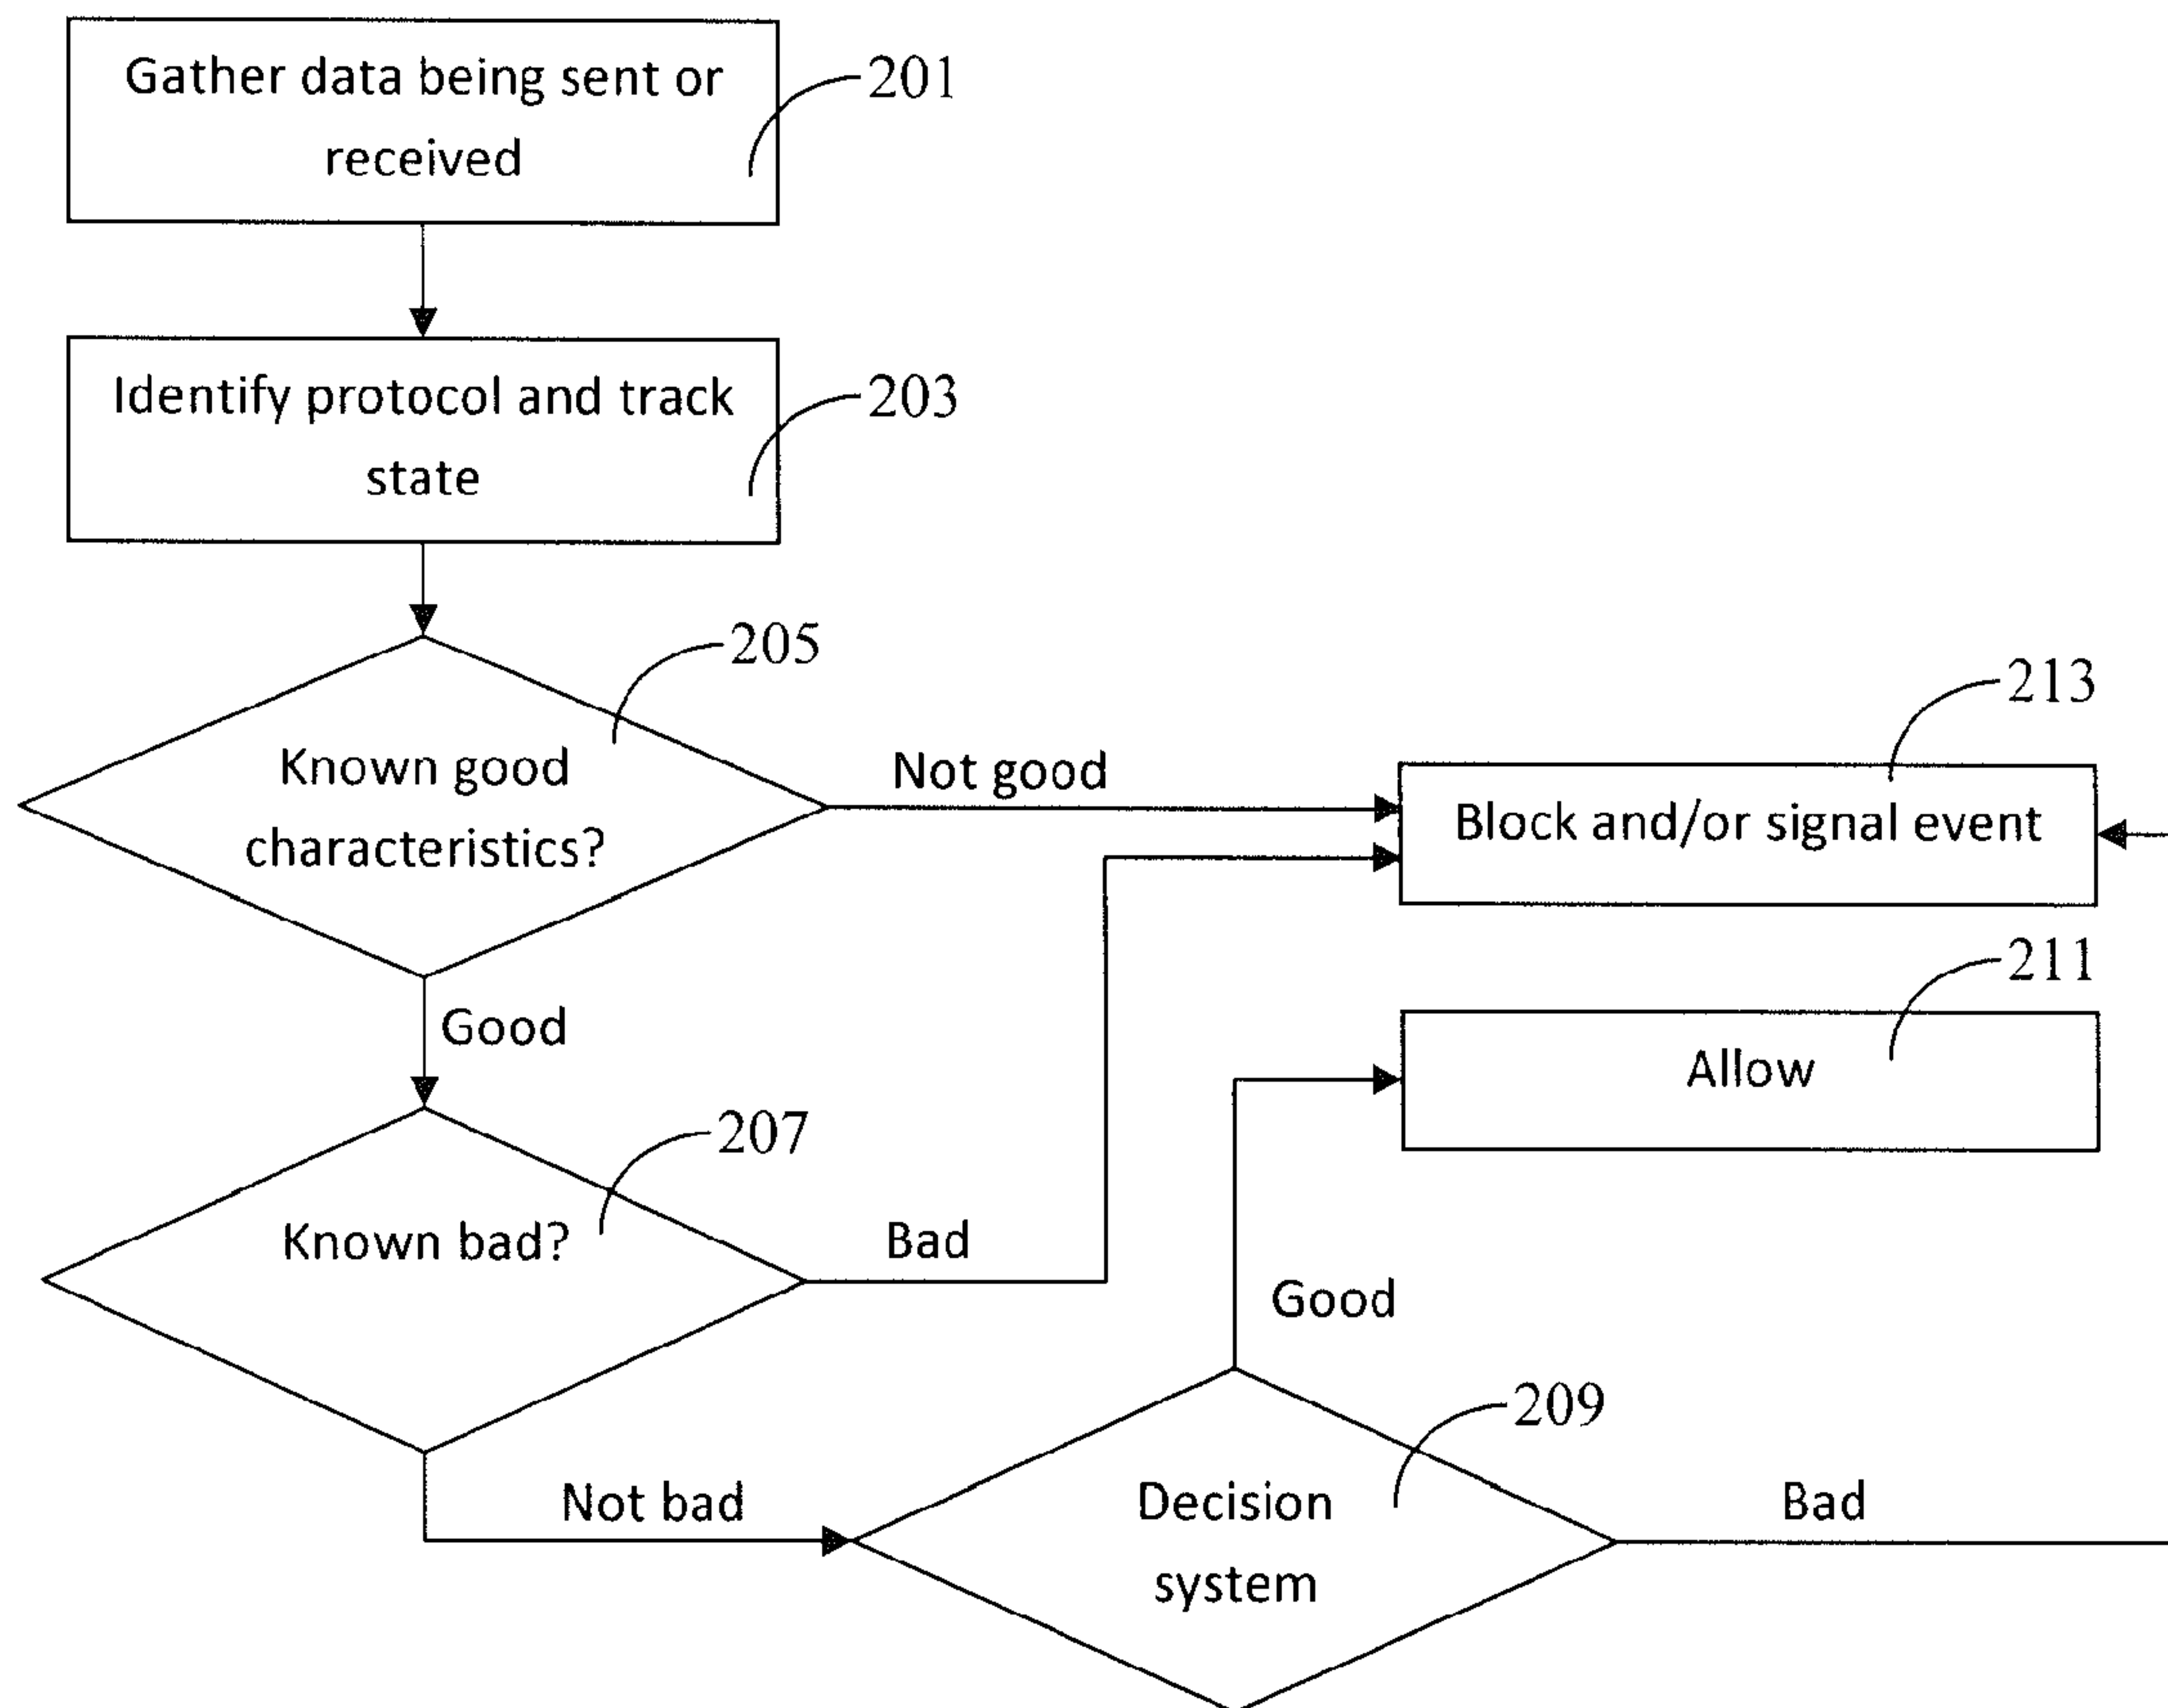 Gather data being sent or
received
201
Identify protocol and track
state
203
205
Known good
characteristics?
Not good
213
Block and/or signal event
Good
211
Allow
207
Known bad?
Bad
Good
209
Not bad
Decision
system
Bad